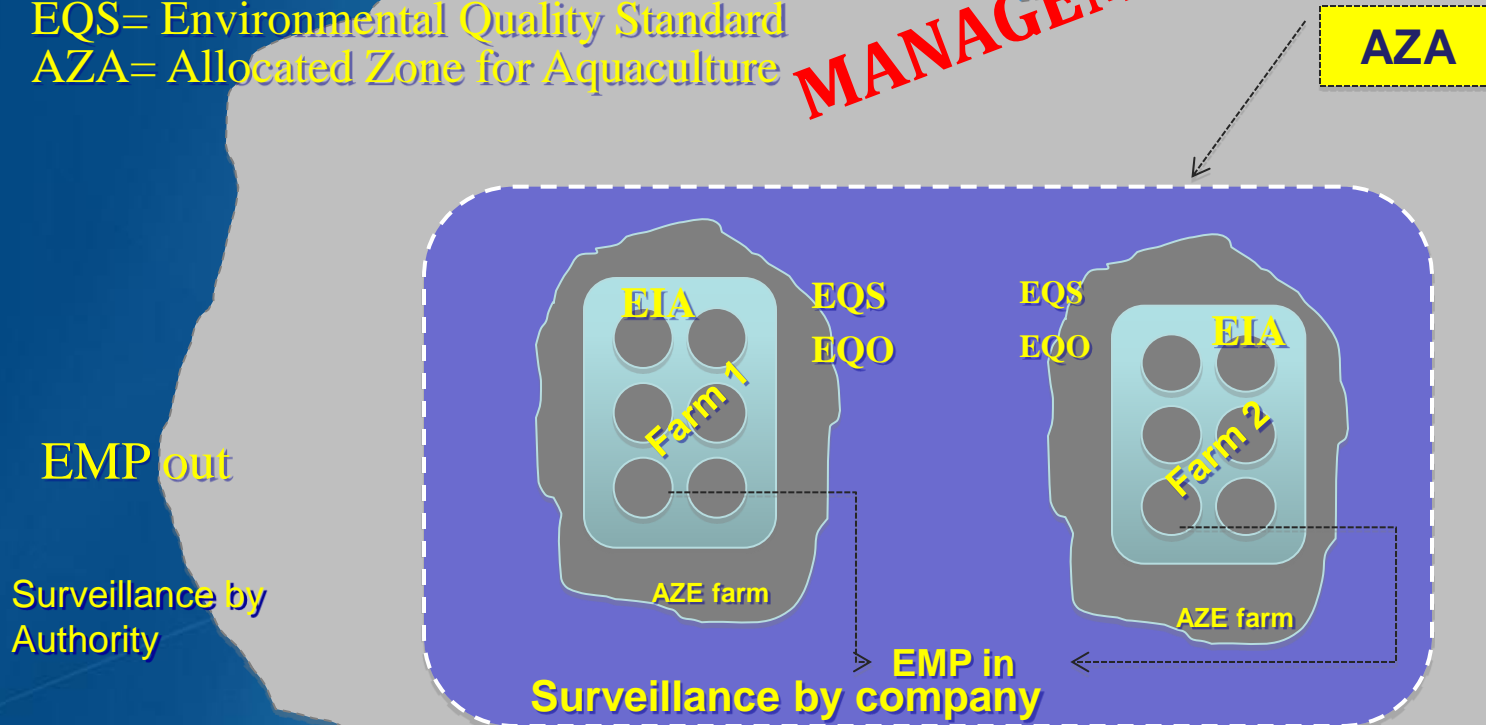 EQS= Environmental Quality Standard
AZA= Allocated Zone for Aquaculture
AZA
EIA
EQS
EQO
Farm 1
AZE farm
EQS
EQO
EIA
Farm 2
AZE farm
EMP out
Surveillance by
Authority
EMP in
Surveillance by company